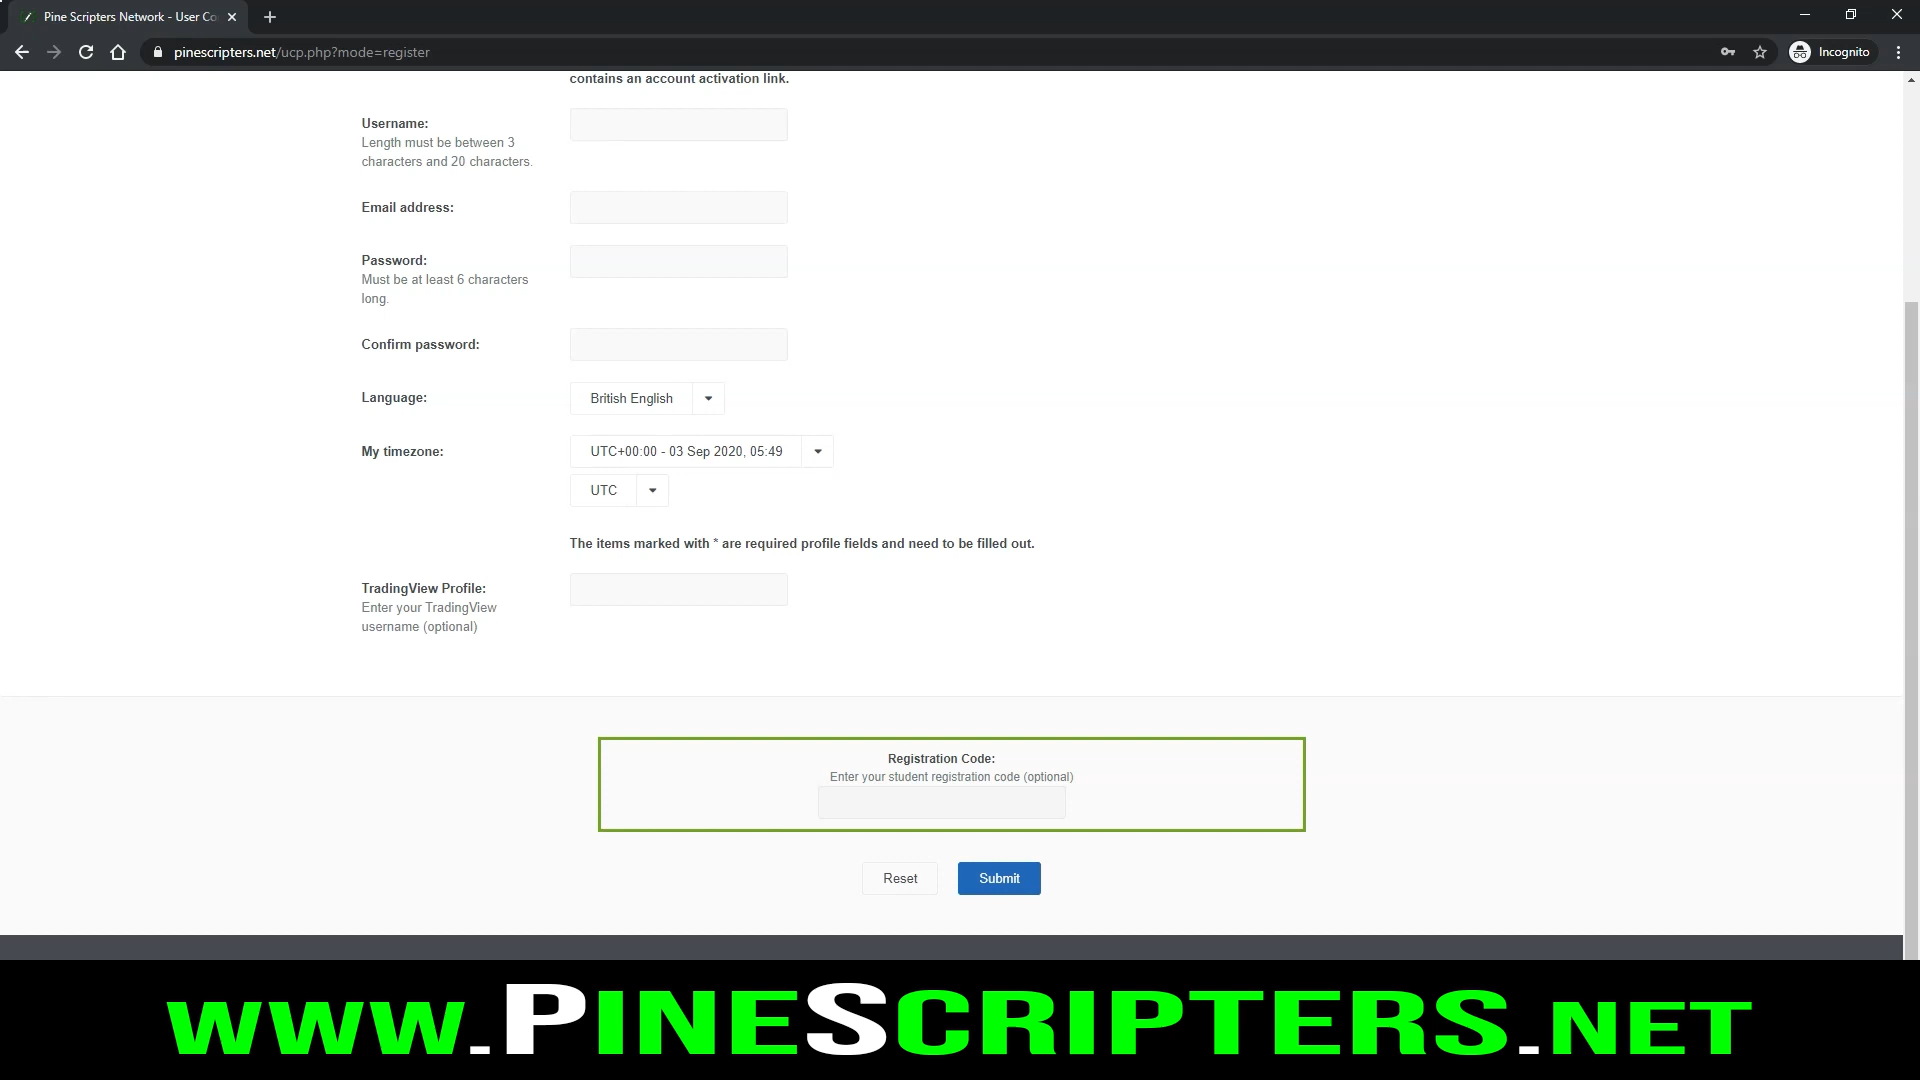 Pine Scripters Network - User Co
pinescripters.net/ucp.php?mode=register
Incognito
contains an account activation link.
Username:
Length must be between 3
characters and 20 characters.
Email address:
Password:
Must be at least 6 characters
long.
Confirm password:
Language:
British English
My timezone:
UTC+00:00 - 03 Sep 2020, 05:49
UTC
The items marked with * are required profile fields and need to be filled out.
TradingView Profile:
Enter your TradingView
username (optional)
Registration Code:
Enter your student registration code (optional)
Reset
Submit
www.PineScripters.net